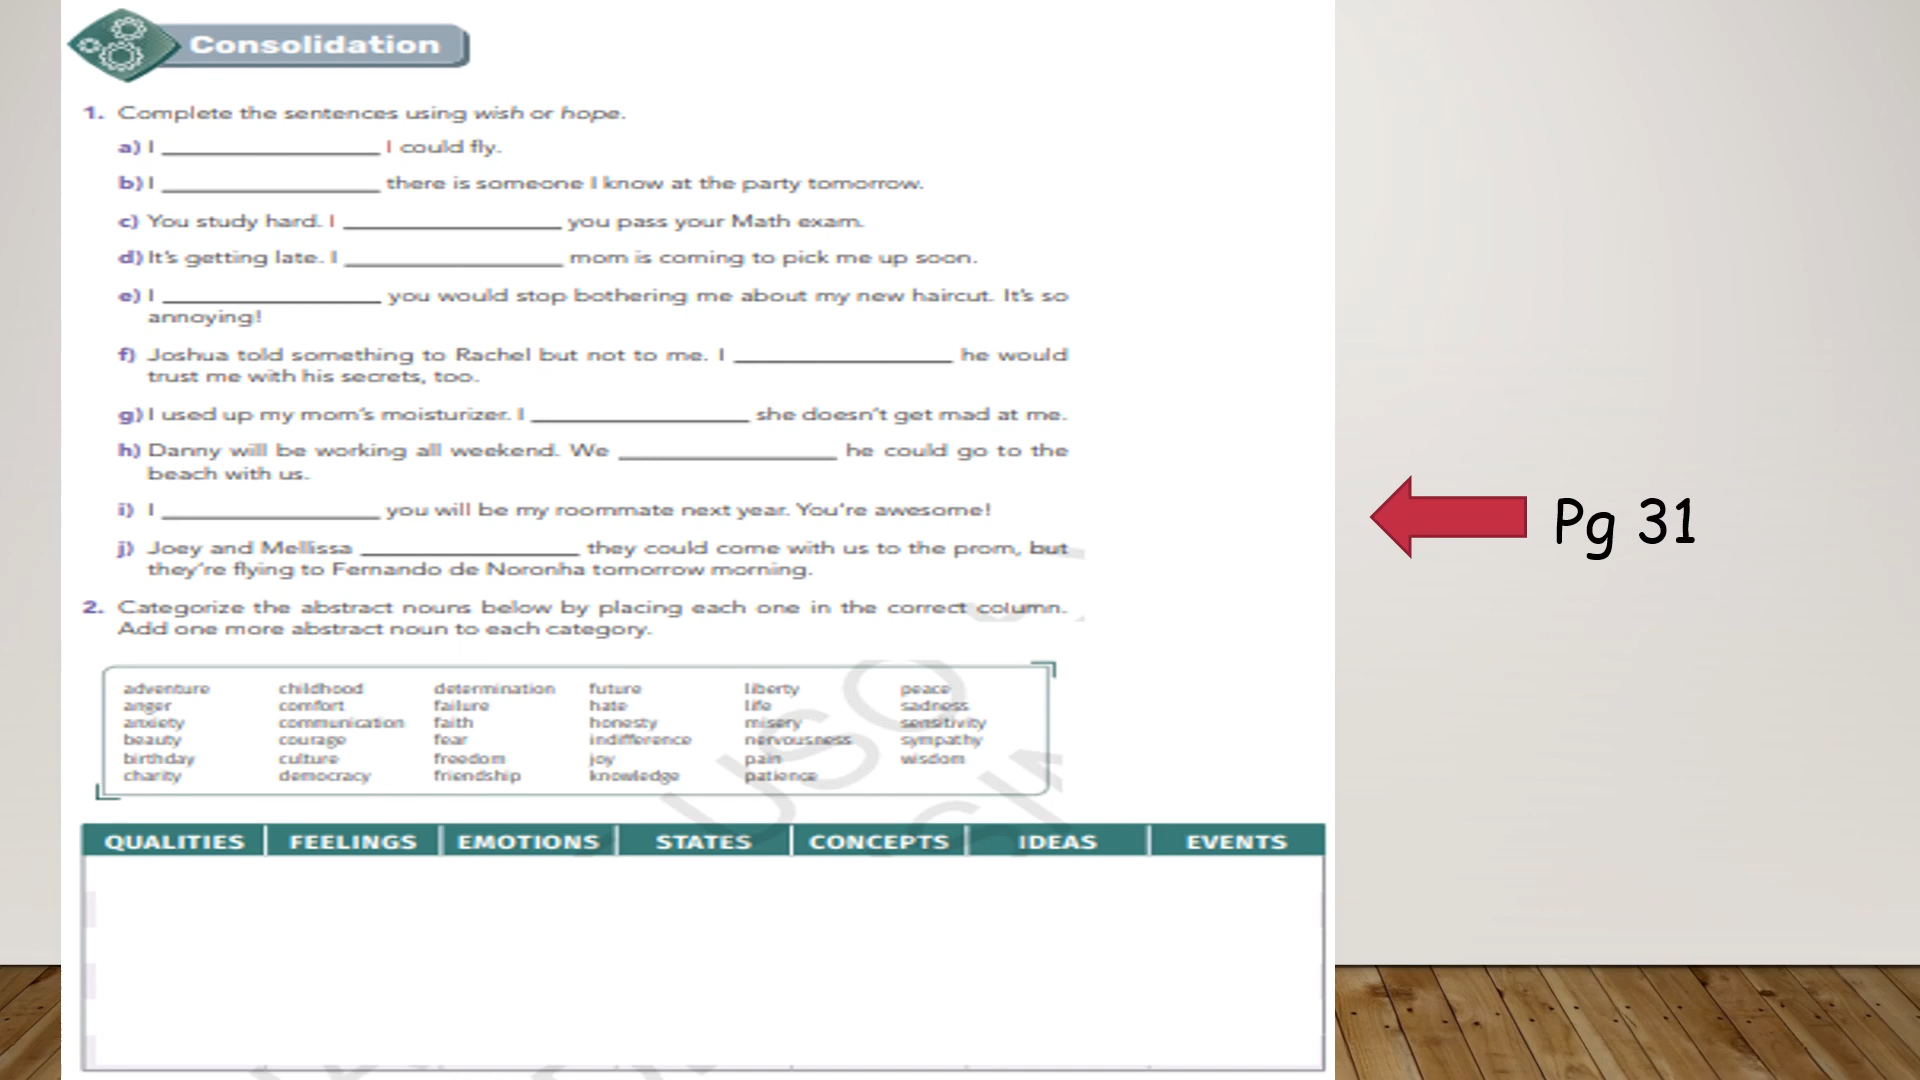 Consolidation
1. Complete the sentences using wish or hope.
a) I ____________________ I could fly.
b) I ____________________ there is someone I know at the party tomorrow.
c) You study hard. I ____________________ you pass your Math exam.
d) It's getting late. I ____________________ mom is coming to pick me up soon.
e) I ____________________ you would stop bothering me about my new haircut. It's so
annoying!
f) Joshua told something to Rachel but not to me. I ____________________ he would
trust me with his secrets, too.
g) I used up my mom's moisturizer. I ____________________ she doesn't get mad at me.
h) Danny will be working all weekend. We ____________________ he could go to the
beach with us.
i) I ____________________ you will be my roommate next year. You're awesome!
j) Joey and Mellissa ____________________ they could come with us to the prom, but
they're flying to Fernando de Noronha tomorrow morning.
2. Categorize the abstract nouns below by placing each one in the correct column.
Add one more abstract noun to each category.
adventure childhood determination future liberty peace
anger comfort failure hate life sadness
anxiety communication faith honesty misery sensitivity
beauty courage fear indifference nervousness sympathy
birthday culture freedom joy pain wisdom
charity democracy friendship knowledge patience
QUALITIES FEELINGS EMOTIONS STATES CONCEPTS IDEAS EVENTS
Pg 31